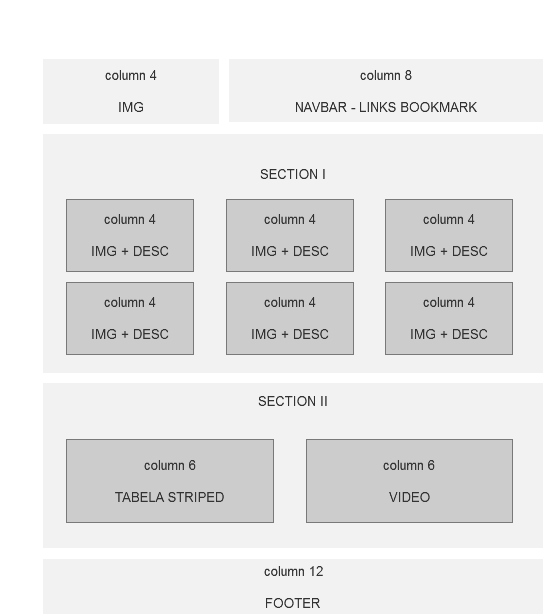 column 4
IMG
column 8
NAVBAR - LINKS BOOKMARK
SECTION I
column 4
IMG + DESC
column 4
IMG + DESC
column 4
IMG + DESC
column 4
IMG + DESC
column 4
IMG + DESC
column 4
IMG + DESC
SECTION II
column 6
TABELA STRIPED
column 6
VIDEO
column 12
FOOTER